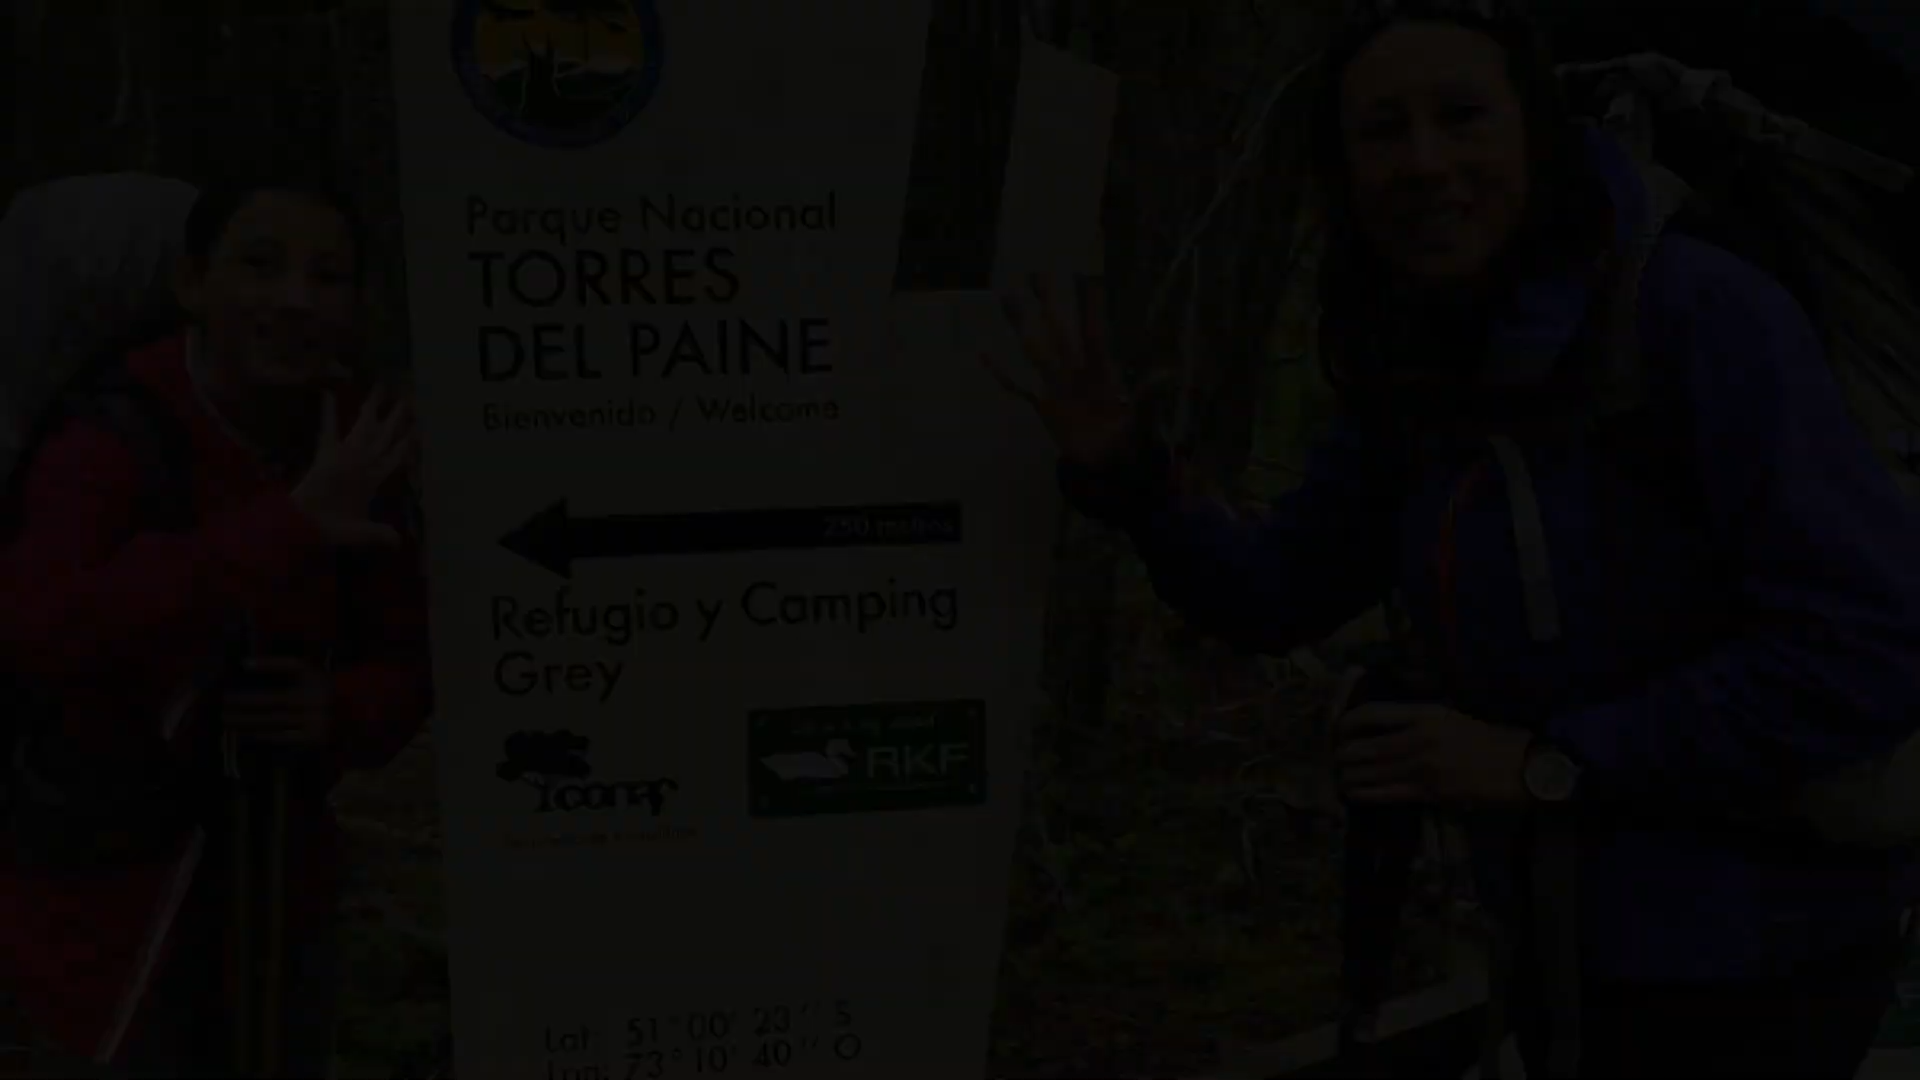 Parque Nacional
TORRES
DEL PAINE
Bienvenido / Welcome
250 metros
Refugio y Camping
Grey
conaf
RKF
Lat: 51° 00' 23'' S
Lon: 73° 10' 40'' O